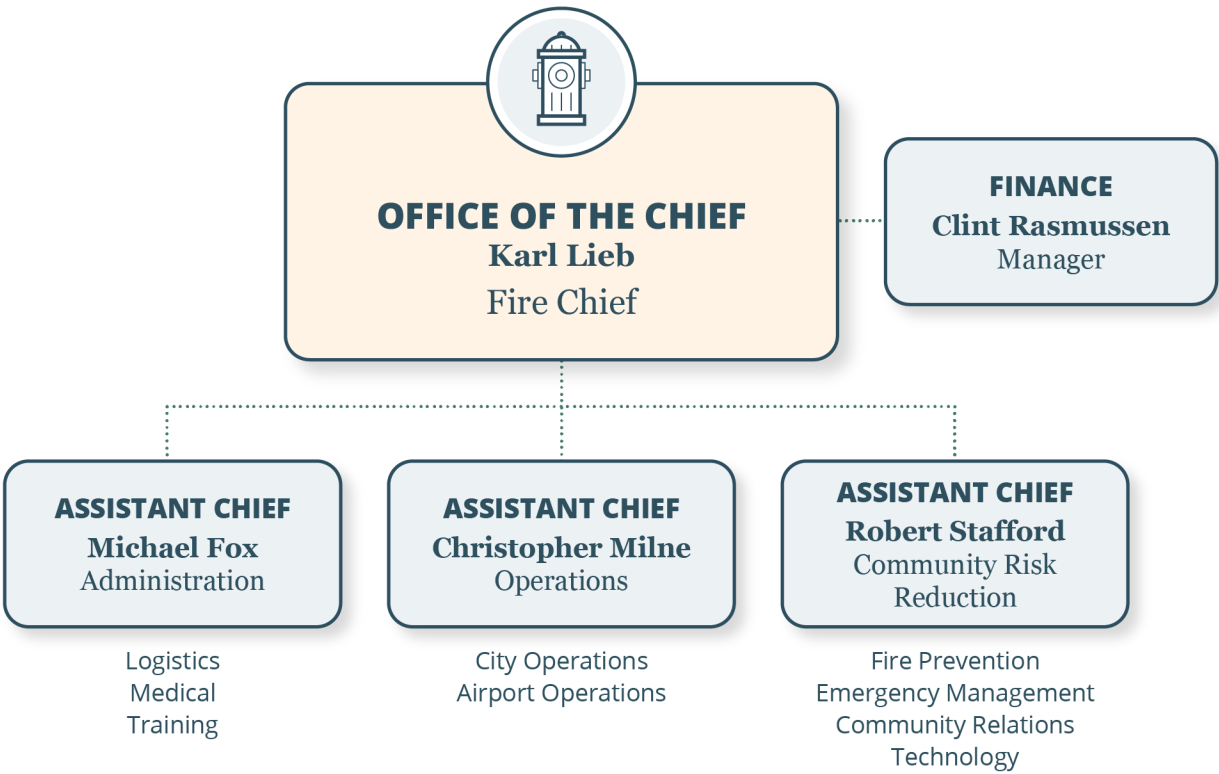 OFFICE OF THE CHIEF
Karl Lieb
Fire Chief
FINANCE
Clint Rasmussen
Manager
ASSISTANT CHIEF
Michael Fox
Administration
Logistics
Medical
Training
ASSISTANT CHIEF
Christopher Milne
Operations
City Operations
Airport Operations
ASSISTANT CHIEF
Robert Stafford
Community Risk
Reduction
Fire Prevention
Emergency Management
Community Relations
Technology